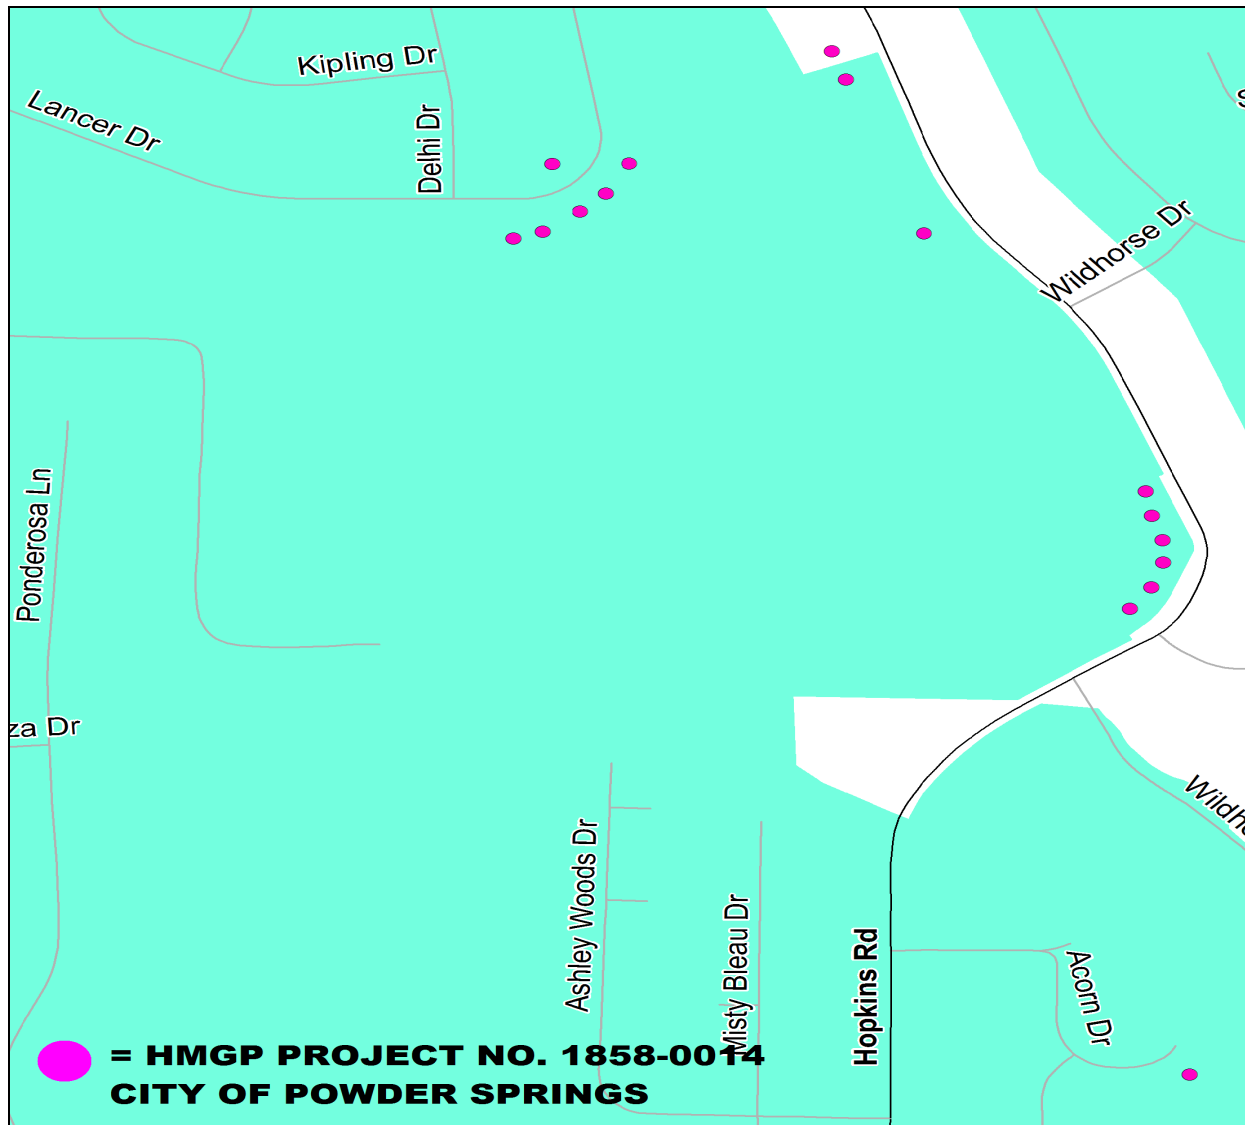 Kipling Dr
Lancer Dr
Delhi Dr
Wildhorse Dr
Ponderosa Ln
za Dr
Ashley Woods Dr
Misty Bleau Dr
Hopkins Rd
Acorn Dr
= HMGP PROJECT NO. 1858-0014
CITY OF POWDER SPRINGS